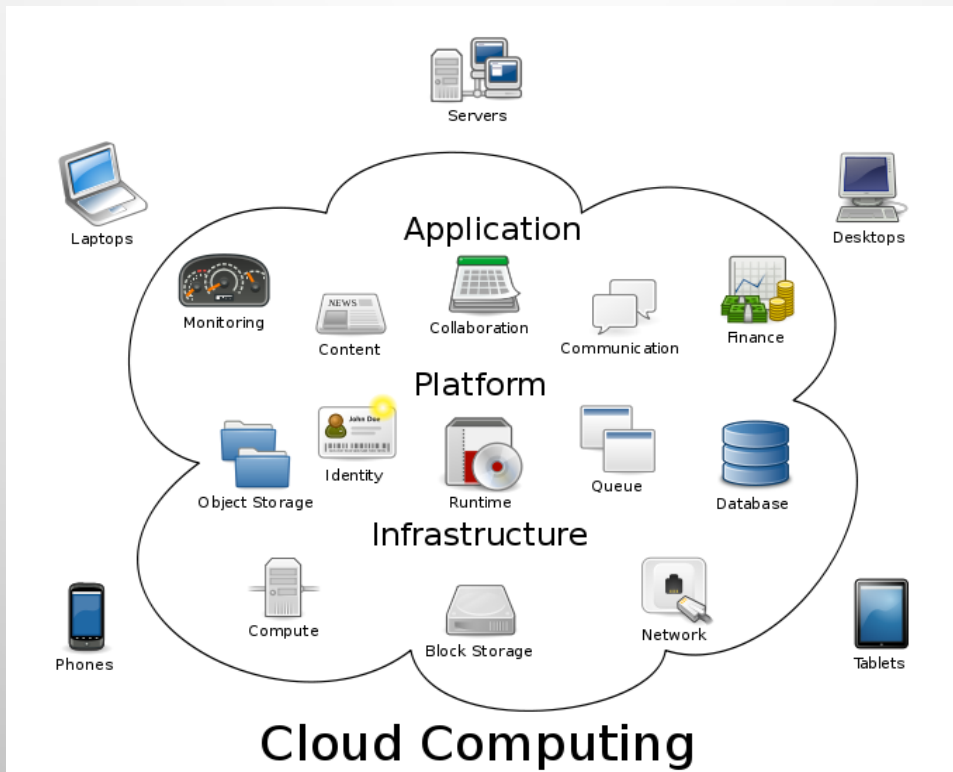 Servers
Laptops
Desktops
Application
Monitoring
NEWS
Content
Collaboration
Communication
Finance
Platform
Object Storage
John Doe
Identity
Runtime
Queue
Database
Infrastructure
Compute
Block Storage
Network
Phones
Tablets
Cloud Computing